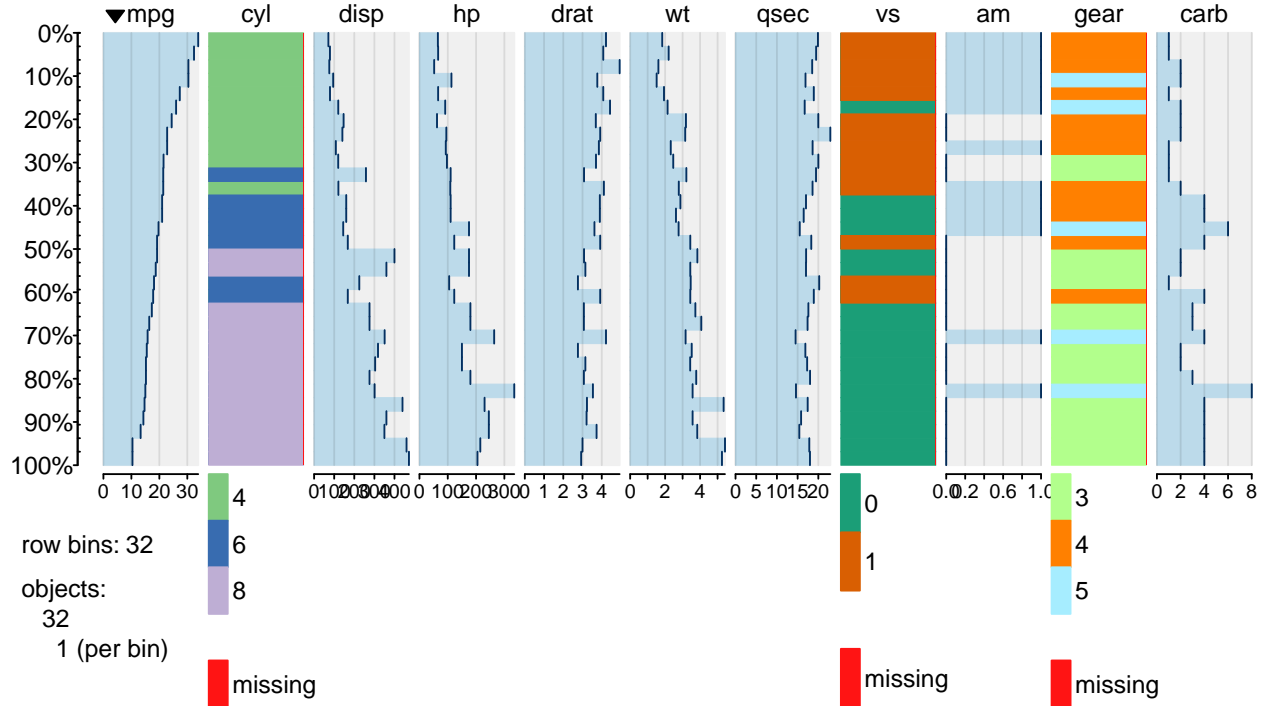 mpg cyl disp hp drat wt qsec vs am gear carb
0%
10%
20%
30%
40%
50%
60%
70%
80%
90%
100%
0 10 20 30 0 100 200 300 400 0 100 200 300 0 1 2 3 4 0 2 4 0 5 10 15 20 0.0 0.2 0.6 1.0 0 2 4 6 8
4 0 3
row bins: 32 6 1 4
objects: 8 5
32
1 (per bin)
missing missing missing